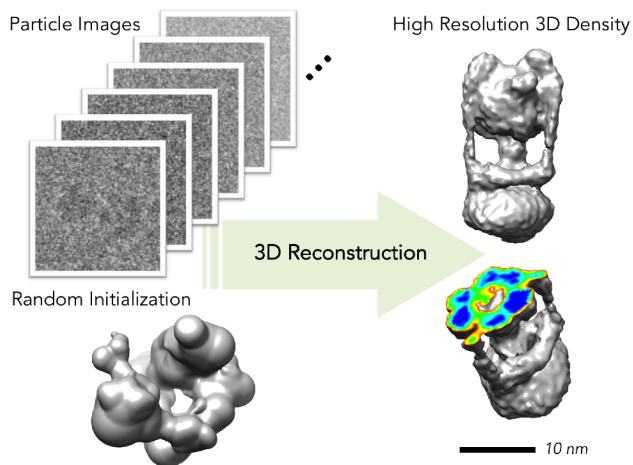 Particle Images
High Resolution 3D Density
3D Reconstruction
Random Initialization
10 nm